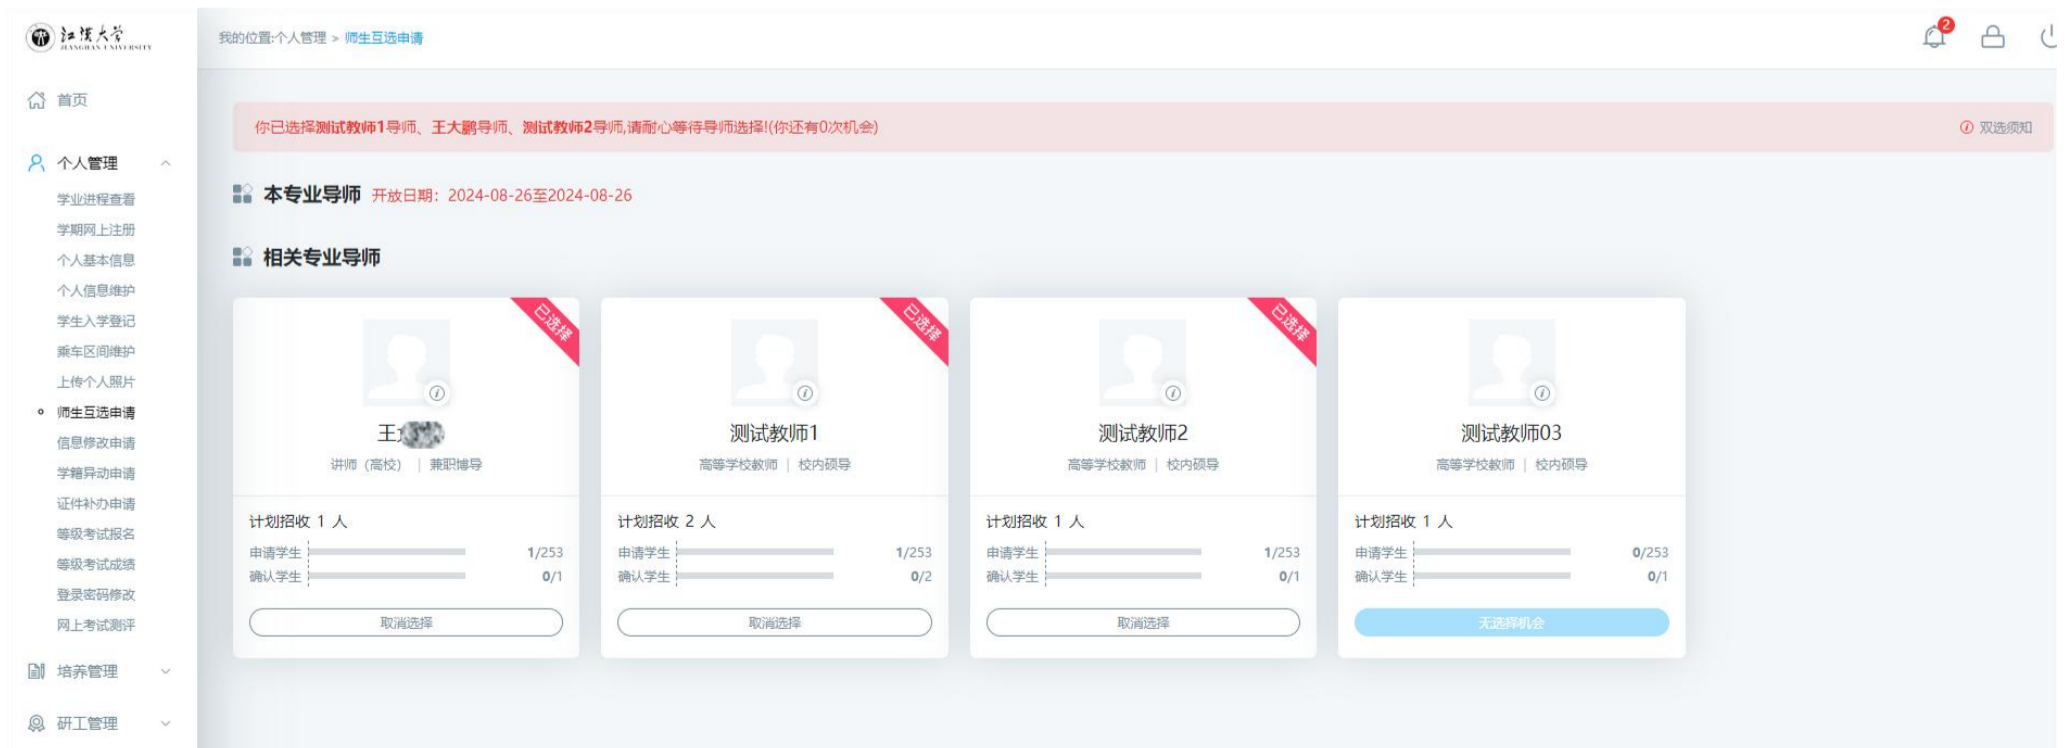 江汉大学
JIANGHAN UNIVERSITY
我的位置:个人管理 > 师生互选申请
2
首页
个人管理
学业进程查看
学期网上注册
个人基本信息
个人信息维护
学生入学登记
乘车区间维护
上传个人照片
师生互选申请
信息修改申请
学籍异动申请
证件补办申请
等级考试报名
等级考试成绩
登录密码修改
网上考试测评
培养管理
研工管理
你已选择测试教师1导师、王大鹏导师、测试教师2导师,请耐心等待导师选择!(你还有0次机会)
双选须知
本专业导师 开放日期：2024-08-26至2024-08-26
相关专业导师
已选择
王
讲师（高校） | 兼职博导
计划招收 1 人
申请学生 1/253
确认学生 0/1
取消选择
已选择
测试教师1
高等学校教师 | 校内硕导
计划招收 2 人
申请学生 1/253
确认学生 0/2
取消选择
已选择
测试教师2
高等学校教师 | 校内硕导
计划招收 1 人
申请学生 1/253
确认学生 0/1
取消选择
测试教师03
高等学校教师 | 校内硕导
计划招收 1 人
申请学生 0/253
确认学生 0/1
无选择机会